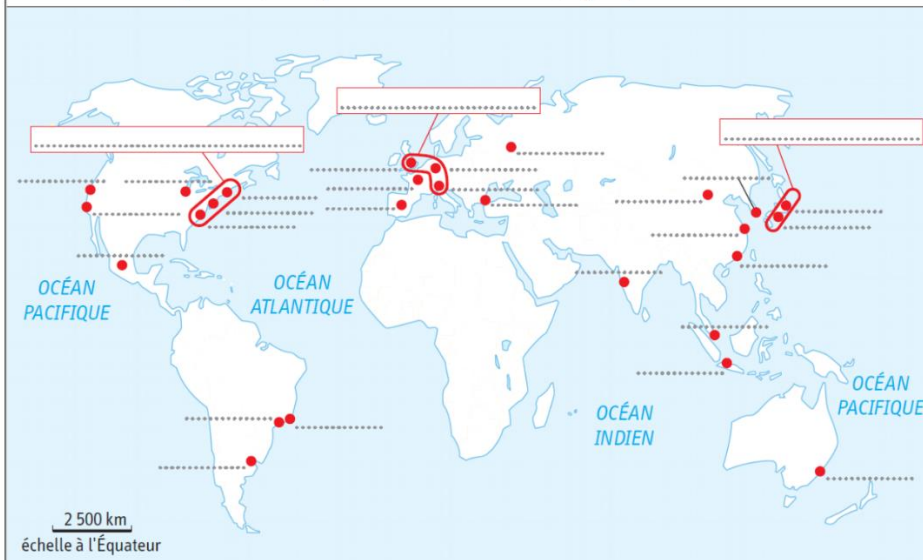 OCÉAN
PACIFIQUE
OCÉAN
ATLANTIQUE
OCÉAN
INDIEN
OCÉAN
PACIFIQUE
2 500 km
échelle à l'Équateur